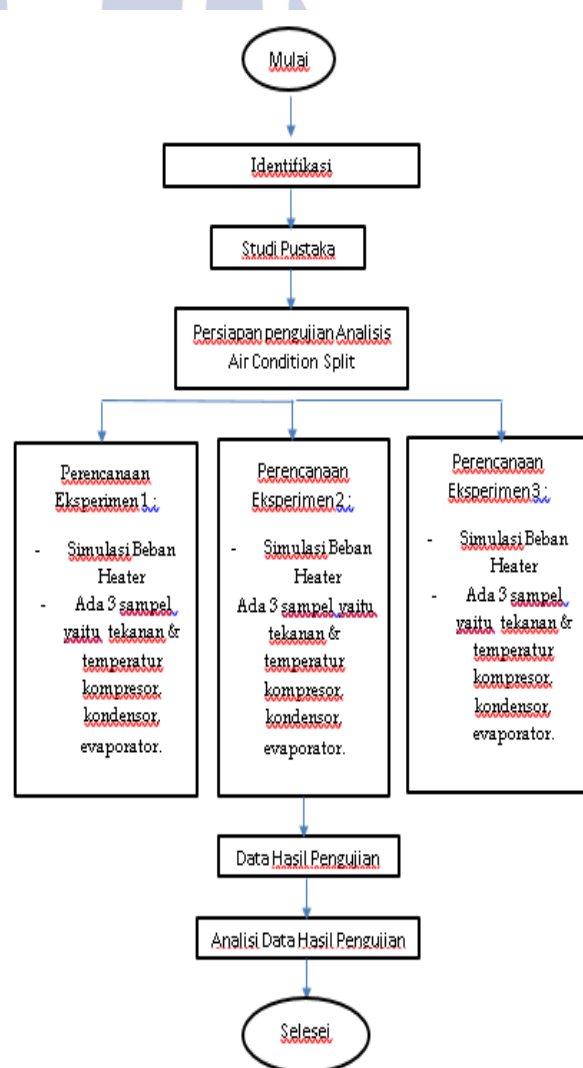 Mulai
Identifikasi
Studi Pustaka
Persiapan pengujian Analisis
Air Condition Split
Perencanaan
Eksperimen 1 :
- Simulasi Beban
Heater
- Ada 3 sampel
yaitu tekanan &
temperatur
kompresor,
kondensor,
evaporator.
Perencanaan
Eksperimen 2 :
- Simulasi Beban
Heater
Ada 3 sampel yaitu
tekanan &
temperatur
kompresor,
kondensor,
evaporator.
Perencanaan
Eksperimen 3 :
- Simulasi Beban
Heater
- Ada 3 sampel
yaitu tekanan &
temperatur
kompresor,
kondensor,
evaporator.
Data Hasil Pengujian
Analisi Data Hasil Pengujian
Selesei